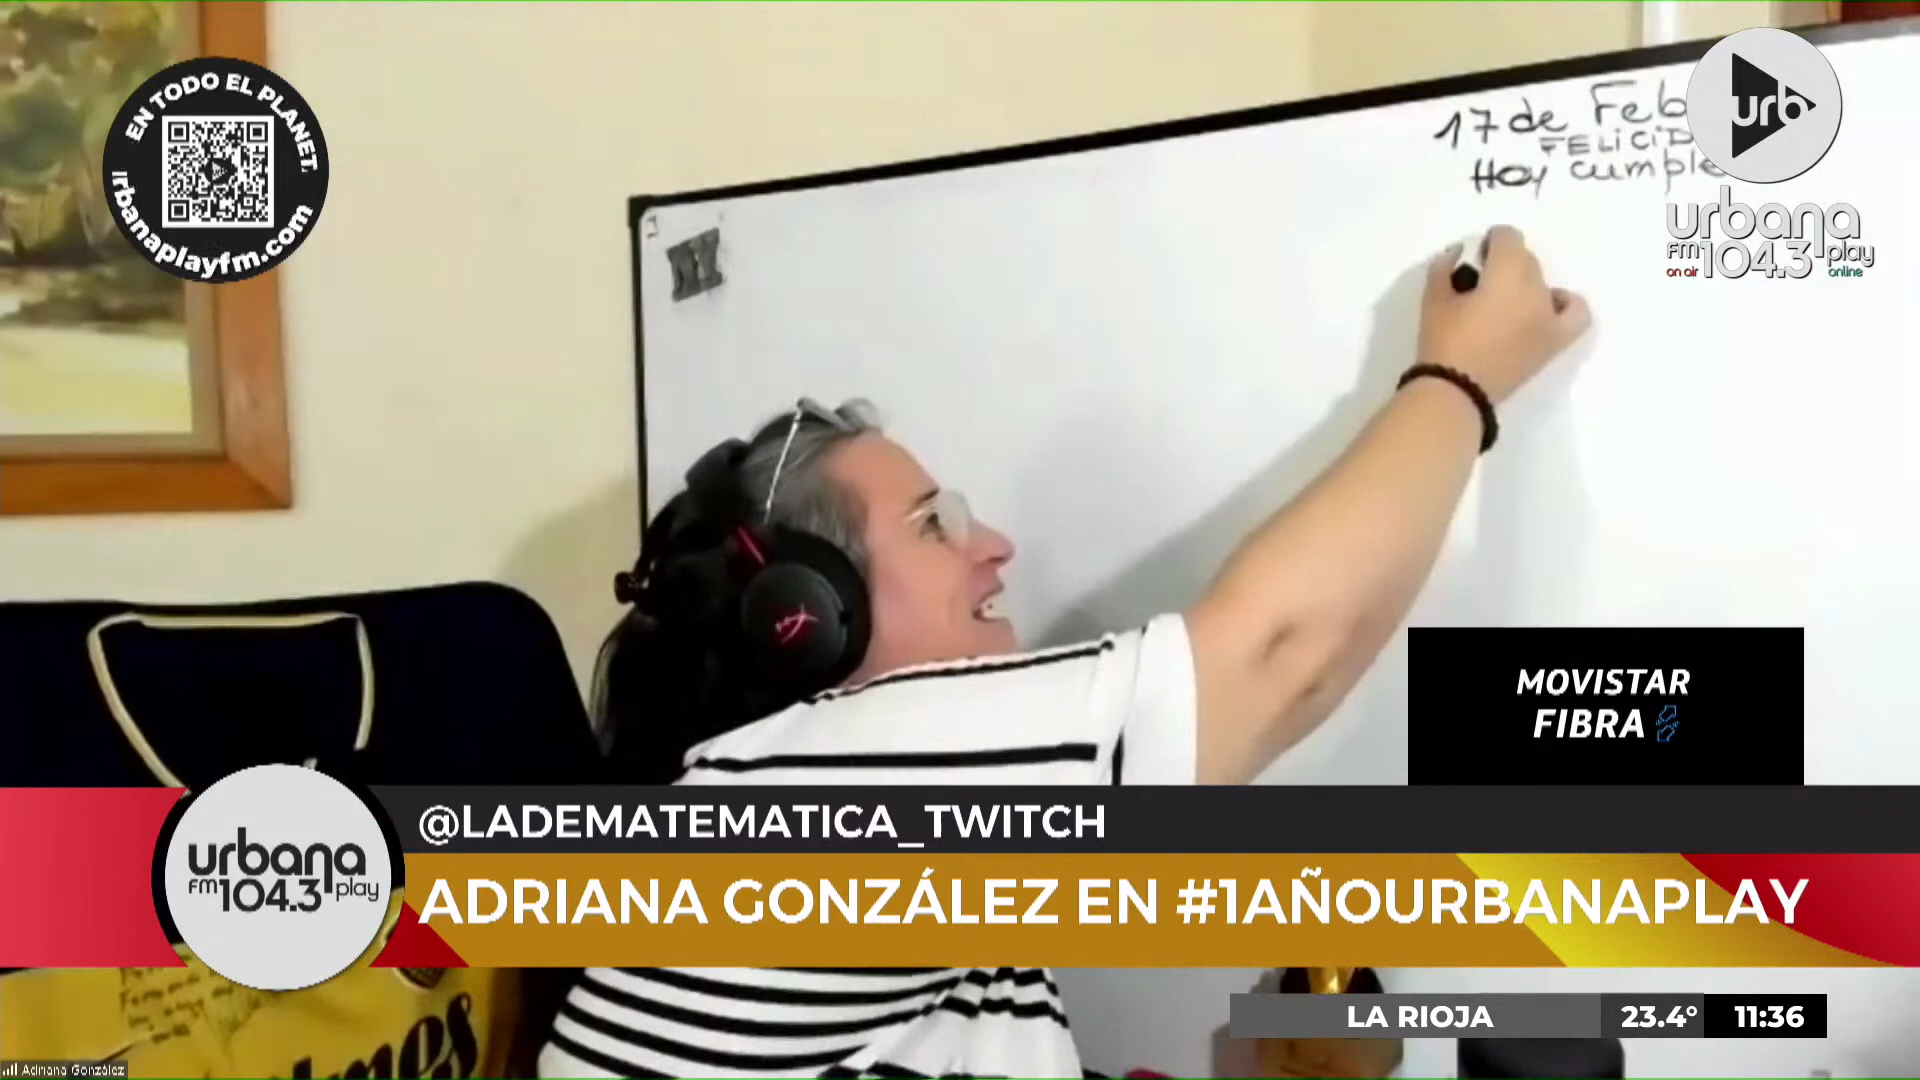 EN TODO EL PLANET.
urbanaplayfm.com
17 de Feb
FELICID
Hoy cumple
urb
urbana
FM 104.3 play
on air online
MOVISTAR
FIBRA
@LADEMATEMATICA_TWITCH
urbana
FM 104.3 play
ADRIANA GONZÁLEZ EN #1AÑOURBANAPLAY
LA RIOJA 23.4° 11:36
Adriana González